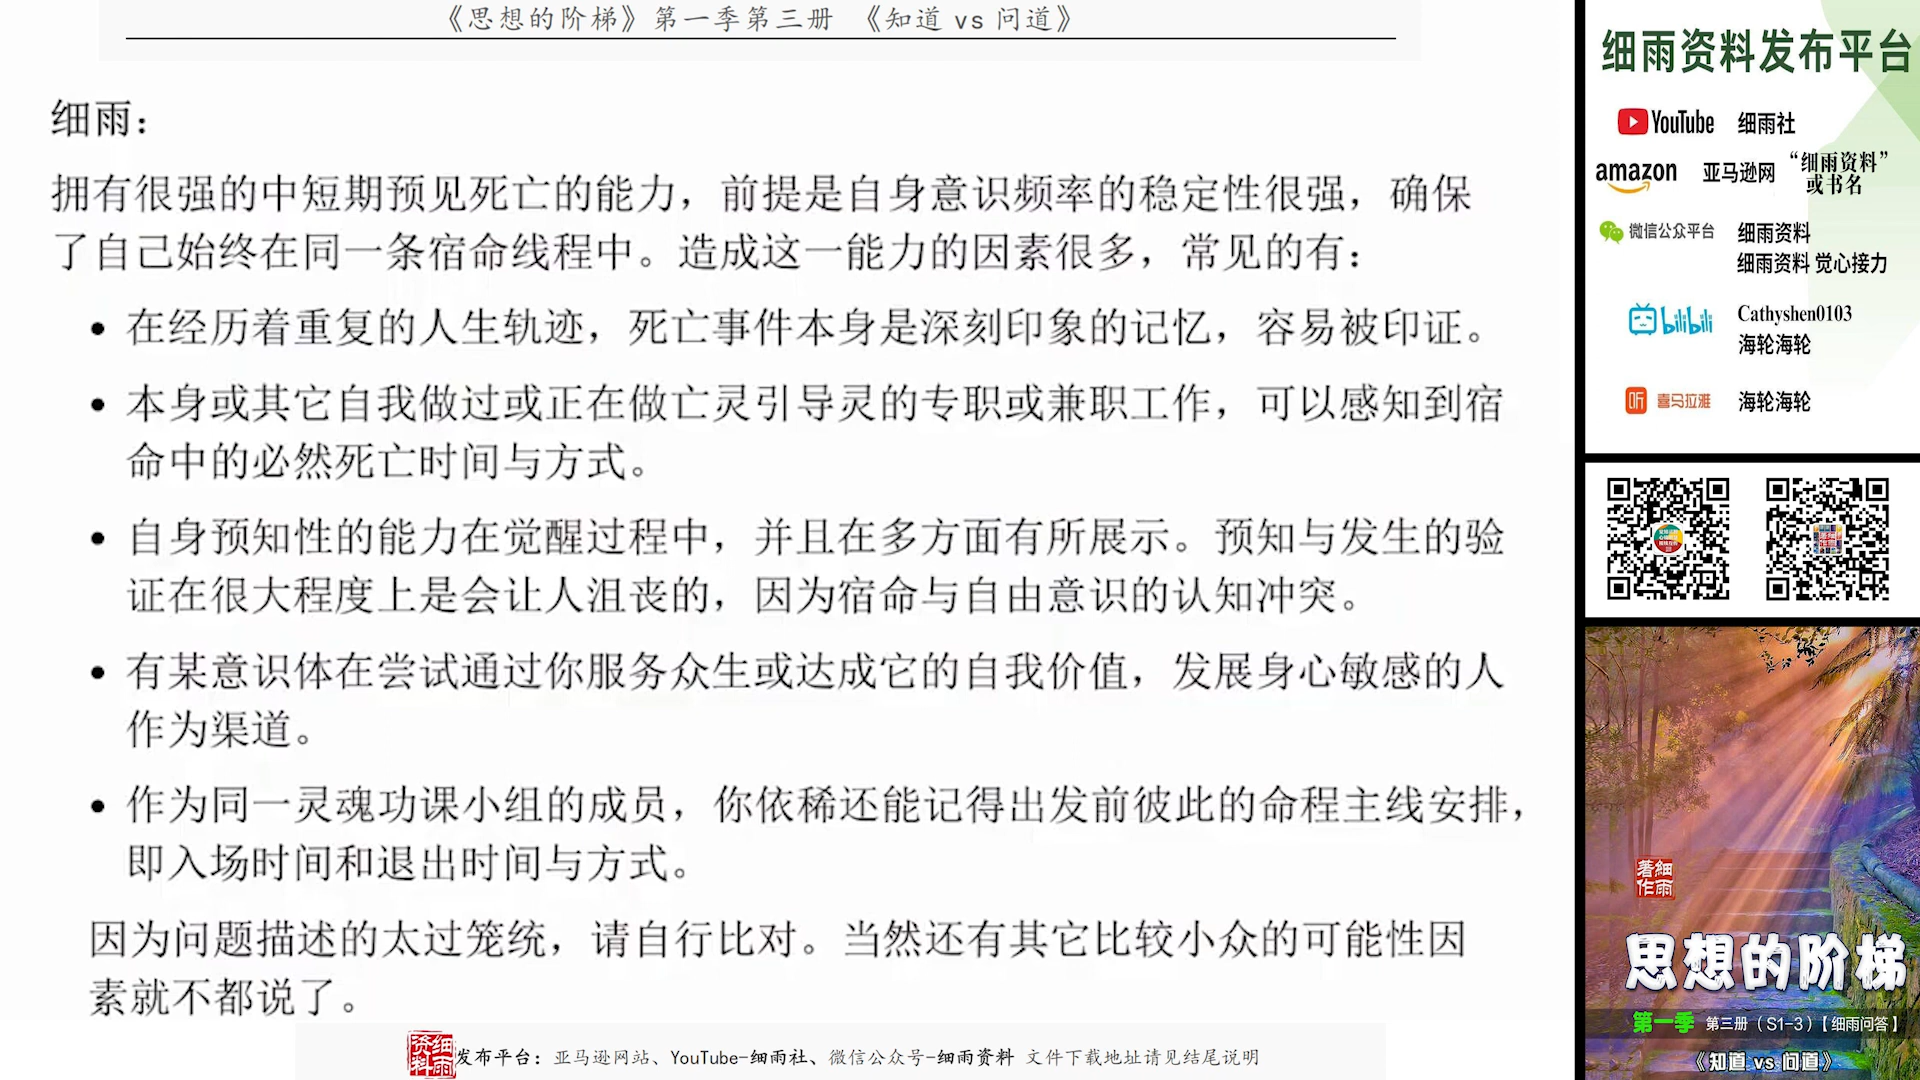 《思想的阶梯》第一季第三册 《知道 vs 问道》
细雨：
拥有很强的中短期预见死亡的能力，前提是自身意识频率的稳定性很强，确保
了自己始终在同一条宿命线程中。造成这一能力的因素很多，常见的有：
• 在经历着重复的人生轨迹，死亡事件本身是深刻印象的记忆，容易被印证。
• 本身或其它自我做过或正在做亡灵引导灵的专职或兼职工作，可以感知到宿
命中的必然死亡时间与方式。
• 自身预知性的能力在觉醒过程中，并且在多方面有所展示。预知与发生的验
证在很大程度上是会让人沮丧的，因为宿命与自由意识的认知冲突。
• 有某意识体在尝试通过你服务众生或达成它的自我价值，发展身心敏感的人
作为渠道。
• 作为同一灵魂功课小组的成员，你依稀还能记得出发前彼此的命程主线安排，
即入场时间和退出时间与方式。
因为问题描述的太过笼统，请自行比对。当然还有其它比较小众的可能性因
素就不都说了。
细雨资料 发布平台：亚马逊网站、YouTube-细雨社、微信公众号-细雨资料 文件下载地址请见结尾说明
细雨资料发布平台
YouTube 细雨社
amazon 亚马逊网 “细雨资料”
或书名
微信公众平台 细雨资料
细雨资料 觉心接力
bilibili Cathyshen0103
海轮海轮
听 喜马拉雅 海轮海轮
細雨著作
思想的阶梯
第一季 第三册（S1-3）【细雨问答】
《知道 vs 问道》